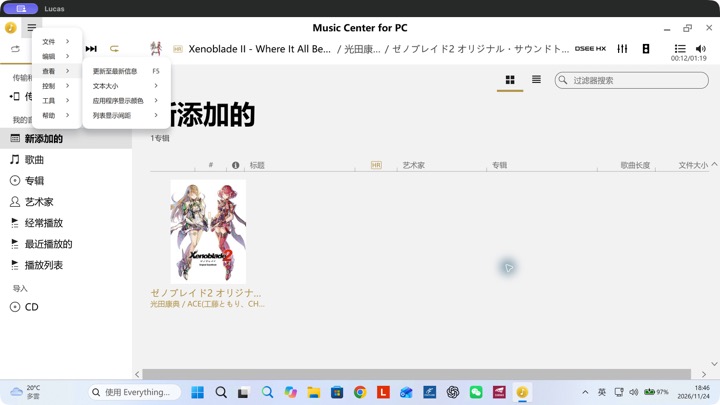 Lucas
Music Center for PC
HR
Xenoblade II - Where It All Be... / 光田康... / ゼノブレイド2 オリジナル・サウンドト...
DSEE HX
00:12/01:19
文件
编辑
查看
控制
工具
帮助
更新至最新信息 F5
文本大小
应用程序显示颜色
列表显示间距
过滤器搜索
传输和
传
我的音
新添加的
1专辑
新添加的
歌曲
专辑
艺术家
经常播放
最近播放的
播放列表
导入
CD
# 标题 HR 艺术家 专辑 歌曲长度 文件大小
Xenoblade 2
ゼノブレイド2 オリジナ...
光田康典 / ACE(工藤ともり、CH...
20°C
多云
使用 Everything...
英
97%
18:46
2026/11/24